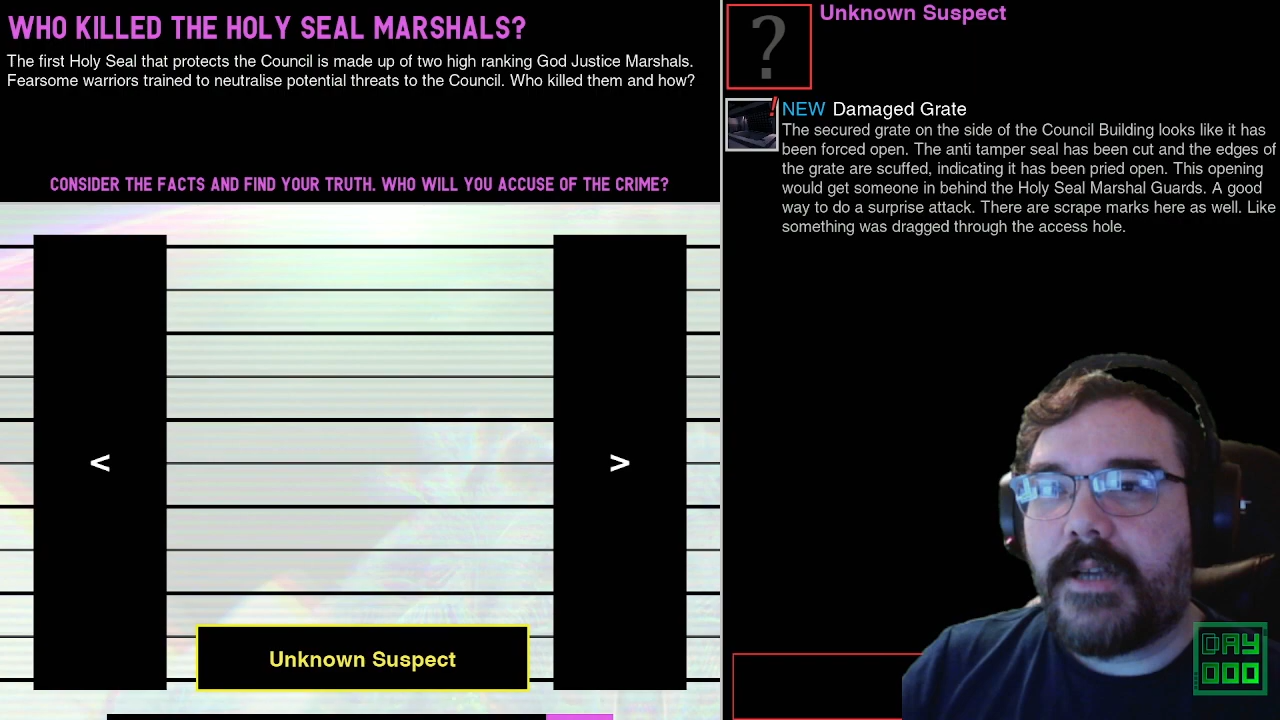 WHO KILLED THE HOLY SEAL MARSHALS?
The first Holy Seal that protects the Council is made up of two high ranking God Justice Marshals.
Fearsome warriors trained to neutralise potential threats to the Council. Who killed them and how?
CONSIDER THE FACTS AND FIND YOUR TRUTH. WHO WILL YOU ACCUSE OF THE CRIME?
<
>
Unknown Suspect
?
Unknown Suspect
!
NEW Damaged Grate
The secured grate on the side of the Council Building looks like it has
been forced open. The anti tamper seal has been cut and the edges of
the grate are scuffed, indicating it has been pried open. This opening
would get someone in behind the Holy Seal Marshal Guards. A good
way to do a surprise attack. There are scrape marks here as well. Like
something was dragged through the access hole.
DAY
000